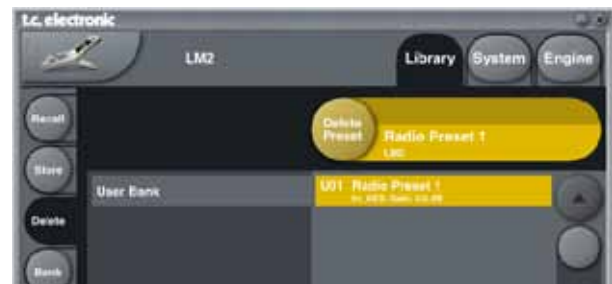 t.c. electronic
LM2
Library
System
Engine
Recall
Delete
Preset
Radio Preset 1
LM2
Store
User Bank
U01 Radio Preset 1
Delete
Bank